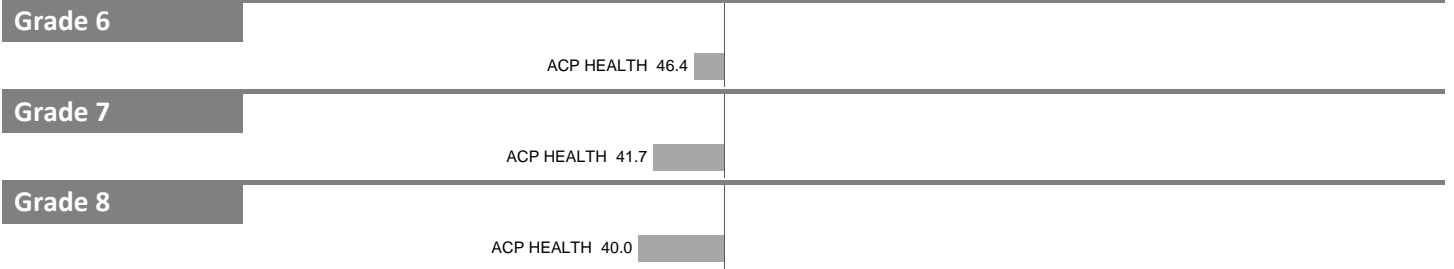 Grade 6
ACP HEALTH 46.4
Grade 7
ACP HEALTH 41.7
Grade 8
ACP HEALTH 40.0